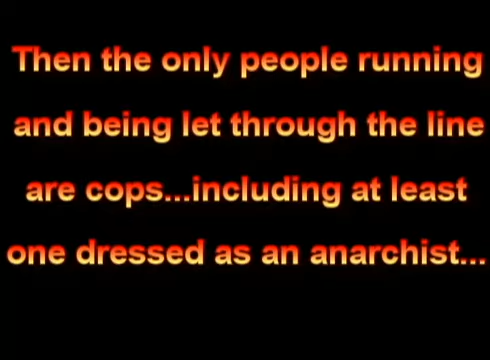 Then the only people running
and being let through the line
are cops...including at least
one dressed as an anarchist...